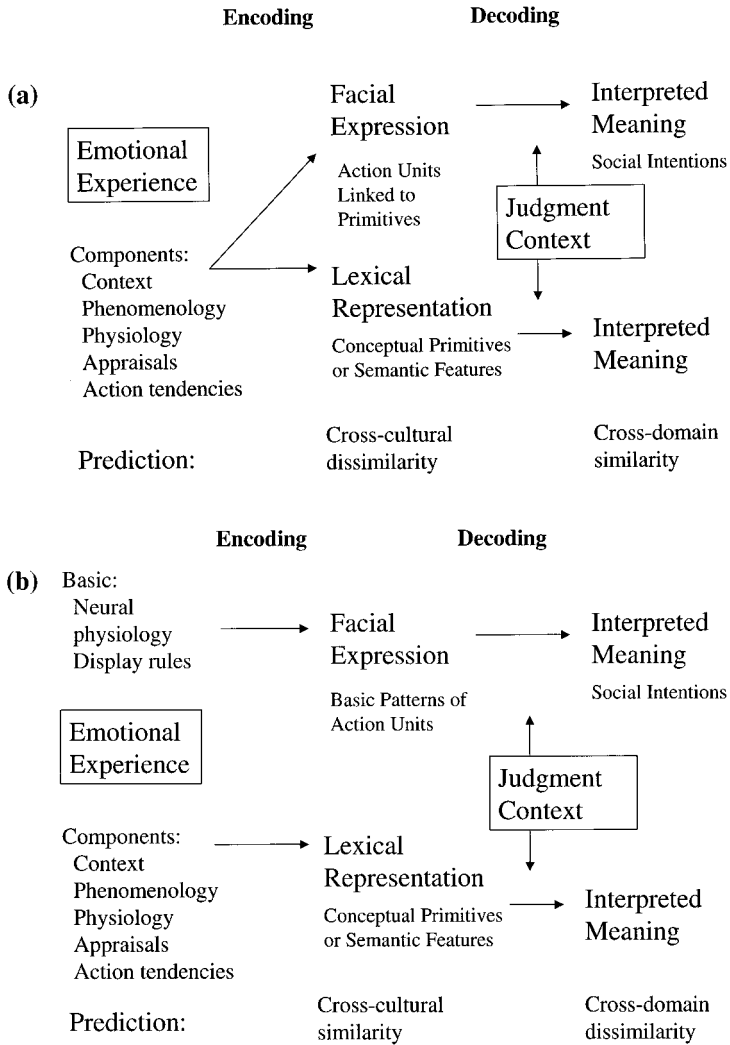 Encoding Decoding
(a)
Facial
Expression
Action Units
Linked to
Primitives
Interpreted
Meaning
Social Intentions
Emotional
Experience
Judgment
Context
Components:
Context
Phenomenology
Physiology
Appraisals
Action tendencies
Lexical
Representation
Conceptual Primitives
or Semantic Features
Interpreted
Meaning
Prediction:
Cross-cultural
dissimilarity
Cross-domain
similarity
Encoding Decoding
(b)
Basic:
Neural
physiology
Display rules
Facial
Expression
Basic Patterns of
Action Units
Interpreted
Meaning
Social Intentions
Emotional
Experience
Judgment
Context
Components:
Context
Phenomenology
Physiology
Appraisals
Action tendencies
Lexical
Representation
Conceptual Primitives
or Semantic Features
Interpreted
Meaning
Prediction:
Cross-cultural
similarity
Cross-domain
dissimilarity